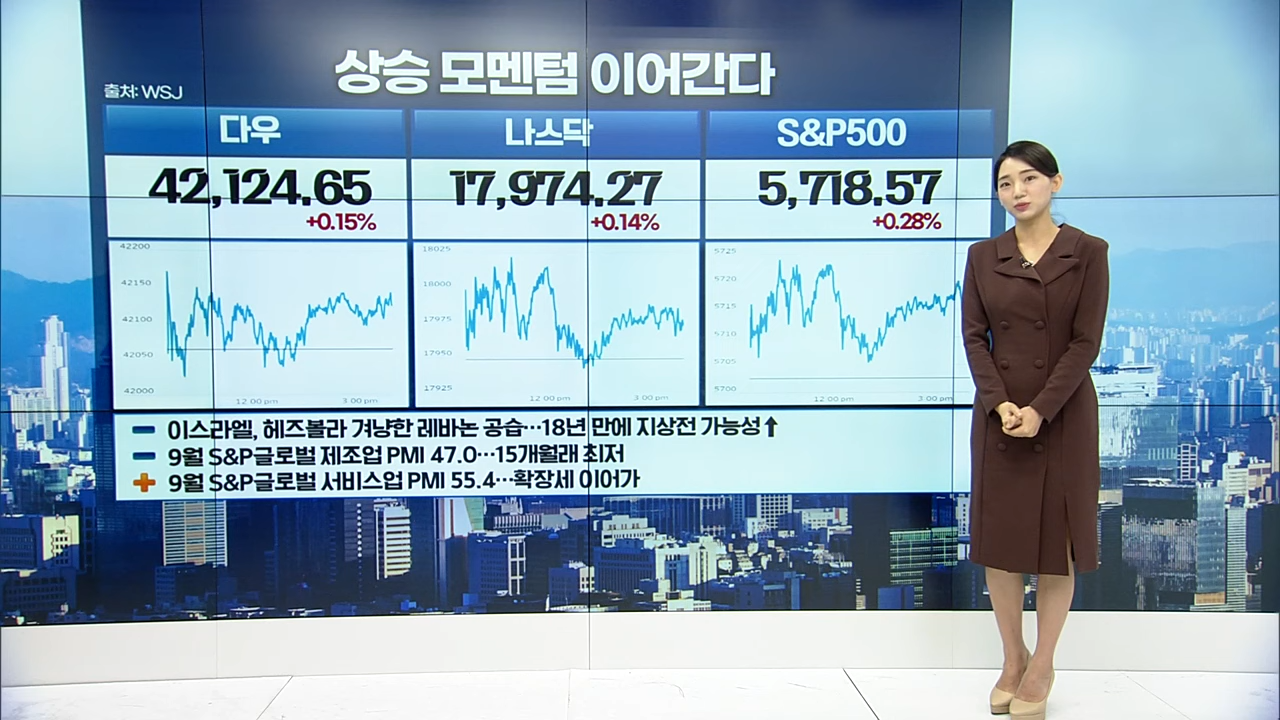 상승 모멘텀 이어간다
출처: WSJ
다우
나스닥
S&P500
42,124.65
+0.15%
17,974.27
+0.14%
5,718.57
+0.28%
42200
42150
42100
42050
42000
12:00 pm 3:00 pm
18025
18000
17975
17950
17925
12:00 pm 3:00 pm
5725
5720
5715
5710
5705
5700
12:00 pm 3:00 pm
- 이스라엘, 헤즈볼라 겨냥한 레바논 공습…18년 만에 지상전 가능성↑
- 9월 S&P글로벌 제조업 PMI 47.0…15개월래 최저
+ 9월 S&P글로벌 서비스업 PMI 55.4…확장세 이어가